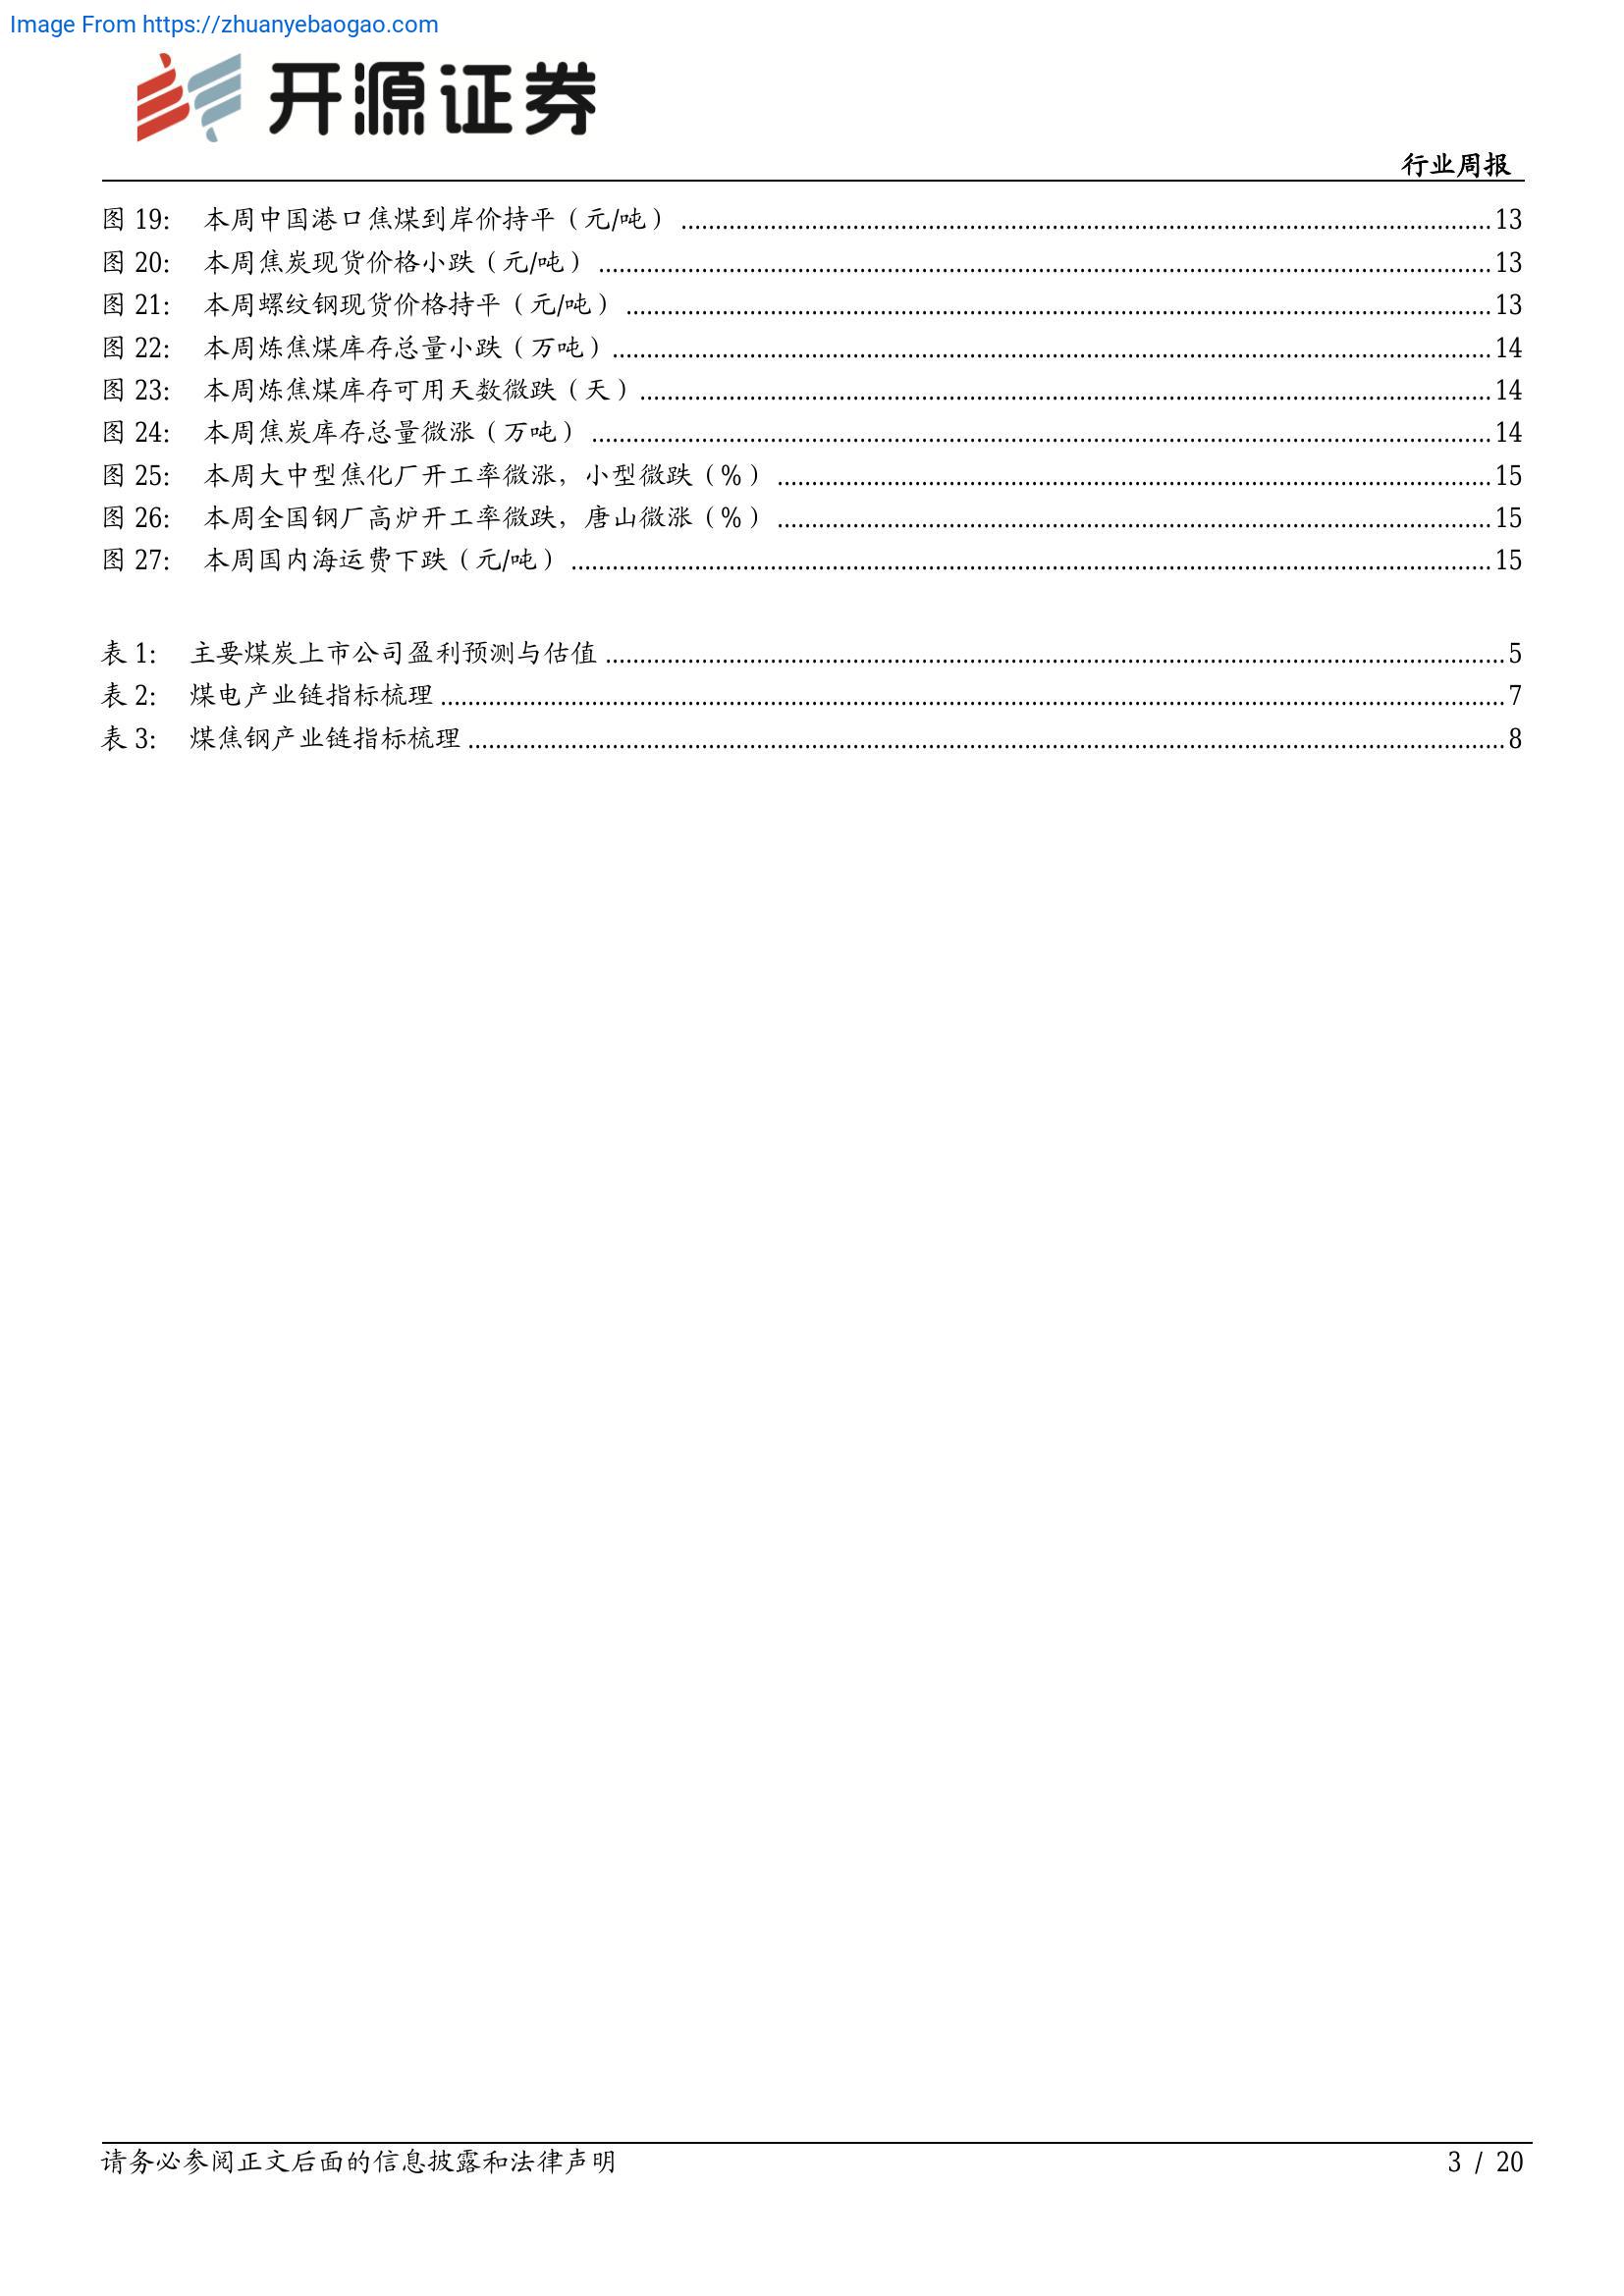 Image From https://zhuanyebaogao.com
开源证券
行业周报
图 19: 本周中国港口焦煤到岸价持平（元/吨） ........ 13
图 20: 本周焦炭现货价格小跌（元/吨） ........ 13
图 21: 本周螺纹钢现货价格持平（元/吨） ........ 13
图 22: 本周炼焦煤库存总量小跌（万吨） ........ 14
图 23: 本周炼焦煤库存可用天数微跌（天） ........ 14
图 24: 本周焦炭库存总量微涨（万吨） ........ 14
图 25: 本周大中型焦化厂开工率微涨，小型微跌（%） ........ 15
图 26: 本周全国钢厂高炉开工率微跌，唐山微涨（%） ........ 15
图 27: 本周国内海运费下跌（元/吨） ........ 15
表 1: 主要煤炭上市公司盈利预测与估值 ........ 5
表 2: 煤电产业链指标梳理 ........ 7
表 3: 煤焦钢产业链指标梳理 ........ 8
请务必参阅正文后面的信息披露和法律声明
3 / 20